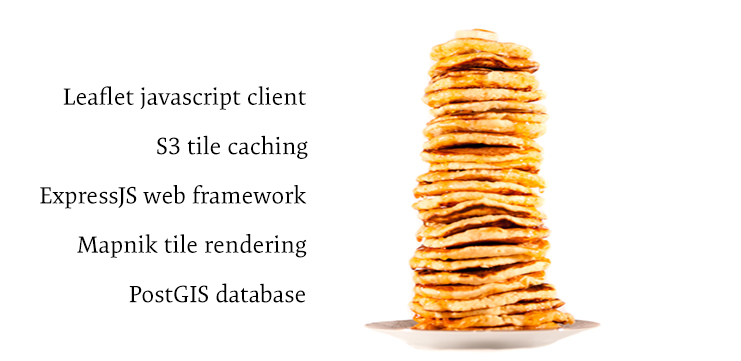 Leaflet javascript client
S3 tile caching
ExpressJS web framework
Mapnik tile rendering
PostGIS database